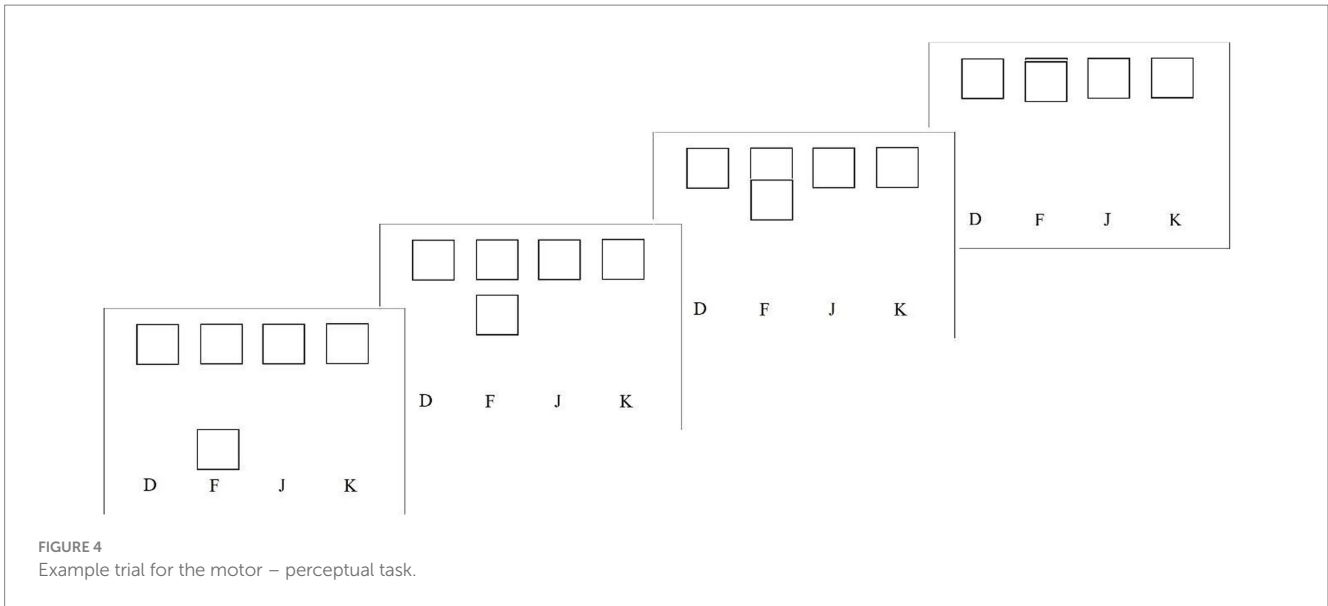 D F J K
D F J K
D F J K
D F J K
FIGURE 4
Example trial for the motor – perceptual task.